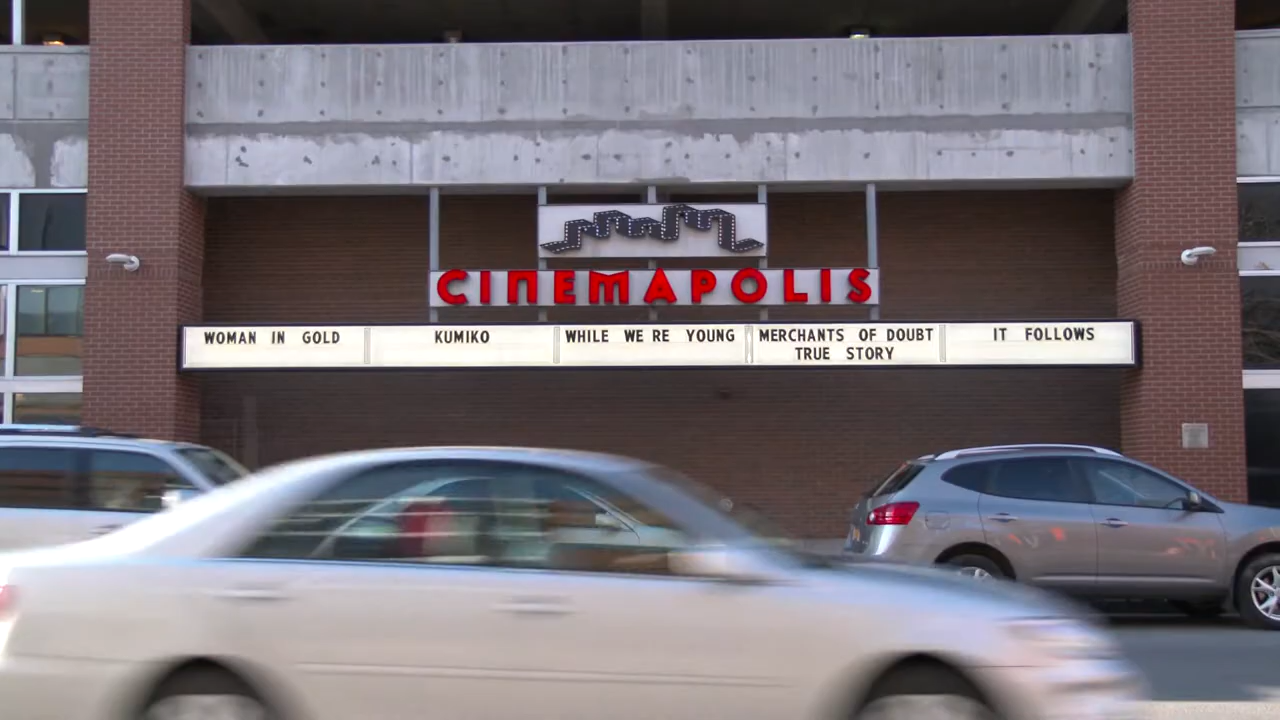 CINEMAPOLIS
WOMAN IN GOLD
KUMIKO
WHILE WE RE YOUNG
MERCHANTS OF DOUBT
TRUE STORY
IT FOLLOWS